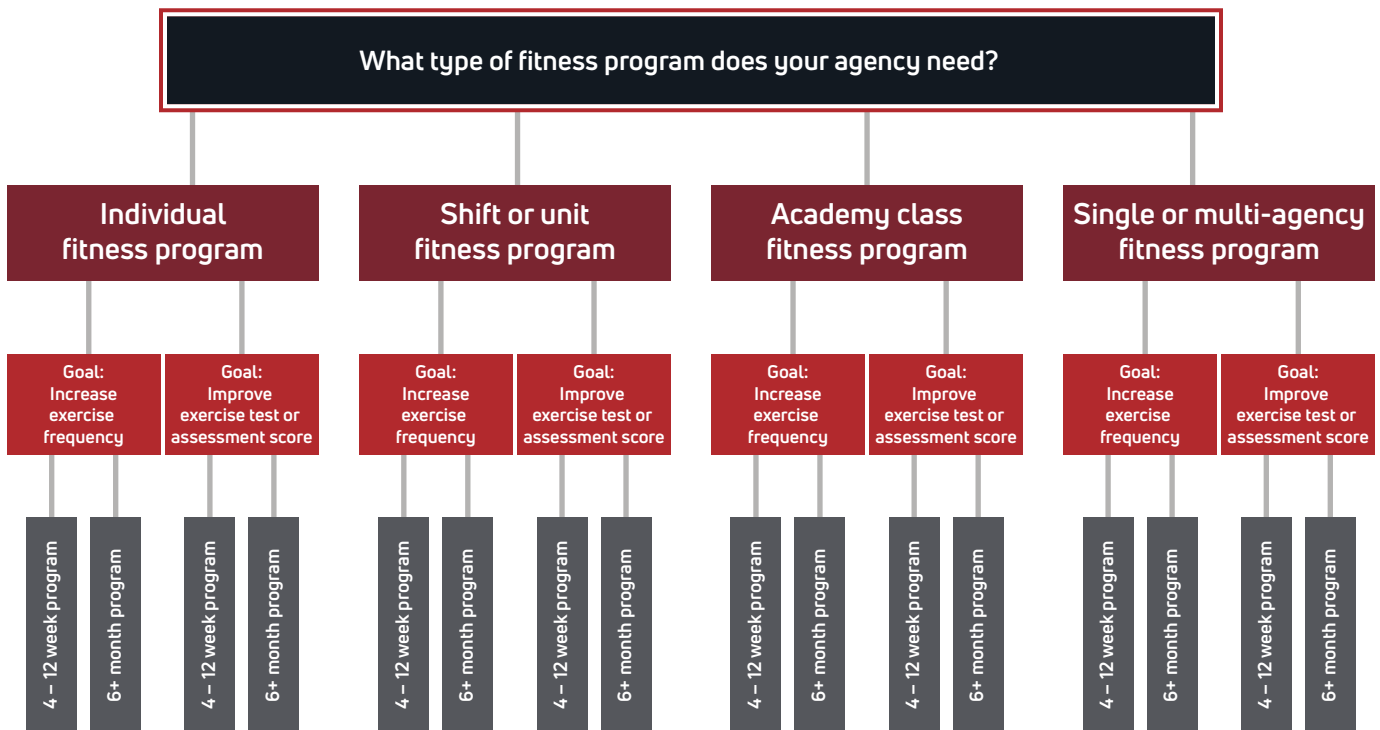 What type of fitness program does your agency need?
Individual
fitness program
Shift or unit
fitness program
Academy class
fitness program
Single or multi-agency
fitness program
Goal:
Increase
exercise
frequency
Goal:
Improve
exercise test or
assessment score
Goal:
Increase
exercise
frequency
Goal:
Improve
exercise test or
assessment score
Goal:
Increase
exercise
frequency
Goal:
Improve
exercise test or
assessment score
Goal:
Increase
exercise
frequency
Goal:
Improve
exercise test or
assessment score
4 – 12 week program
6+ month program
4 – 12 week program
6+ month program
4 – 12 week program
6+ month program
4 – 12 week program
6+ month program
4 – 12 week program
6+ month program
4 – 12 week program
6+ month program
4 – 12 week program
6+ month program
4 – 12 week program
6+ month program